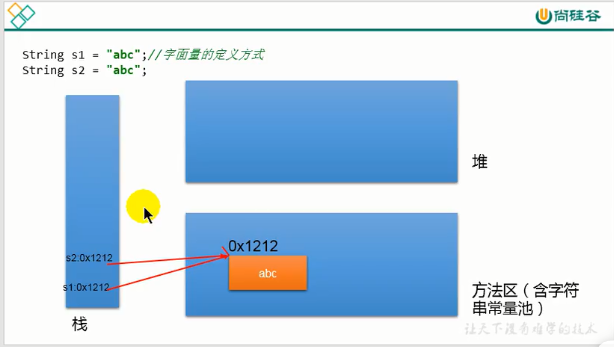 尚硅谷
String s1 = "abc";//字面量的定义方式
String s2 = "abc";
堆
0x1212
s2:0x1212
abc
s1:0x1212
方法区（含字符
串常量池）
栈
让天下没有难学的技术